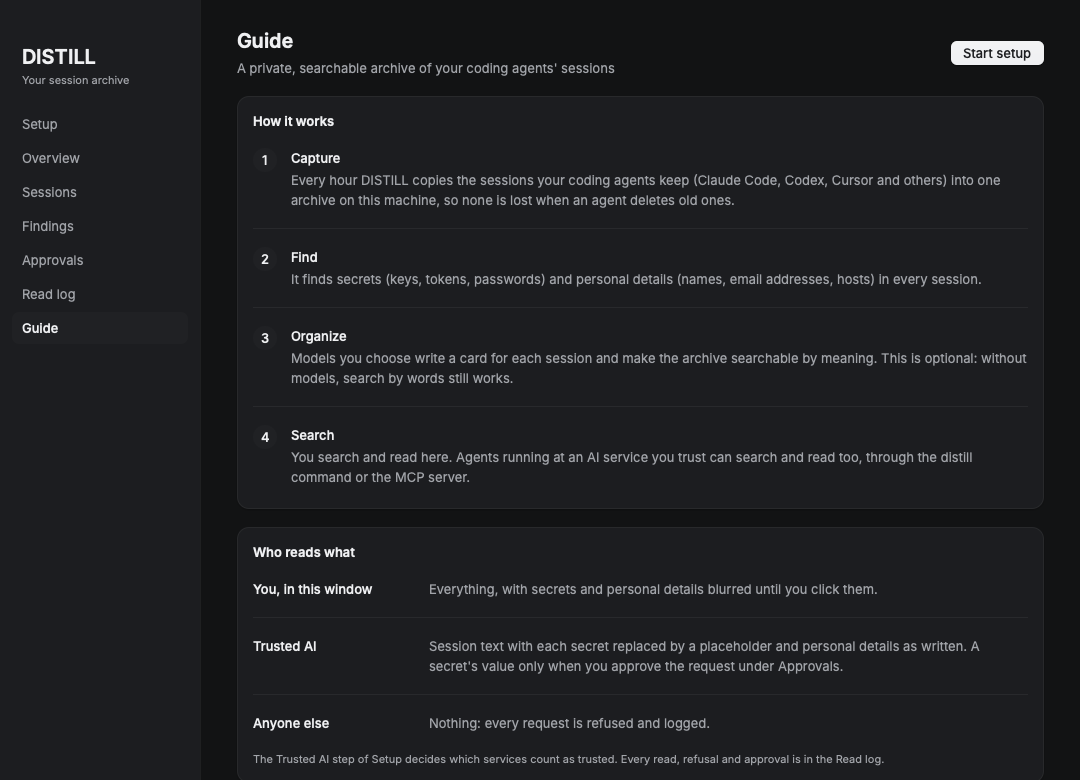 DISTILL
Your session archive
Setup
Overview
Sessions
Findings
Approvals
Read log
Guide
Guide
A private, searchable archive of your coding agents' sessions
Start setup
How it works
1
Capture
Every hour DISTILL copies the sessions your coding agents keep (Claude Code, Codex, Cursor and others) into one
archive on this machine, so none is lost when an agent deletes old ones.
2
Find
It finds secrets (keys, tokens, passwords) and personal details (names, email addresses, hosts) in every session.
3
Organize
Models you choose write a card for each session and make the archive searchable by meaning. This is optional: without
models, search by words still works.
4
Search
You search and read here. Agents running at an AI service you trust can search and read too, through the distill
command or the MCP server.
Who reads what
You, in this window
Everything, with secrets and personal details blurred until you click them.
Trusted AI
Session text with each secret replaced by a placeholder and personal details as written. A
secret's value only when you approve the request under Approvals.
Anyone else
Nothing: every request is refused and logged.
The Trusted AI step of Setup decides which services count as trusted. Every read, refusal and approval is in the Read log.